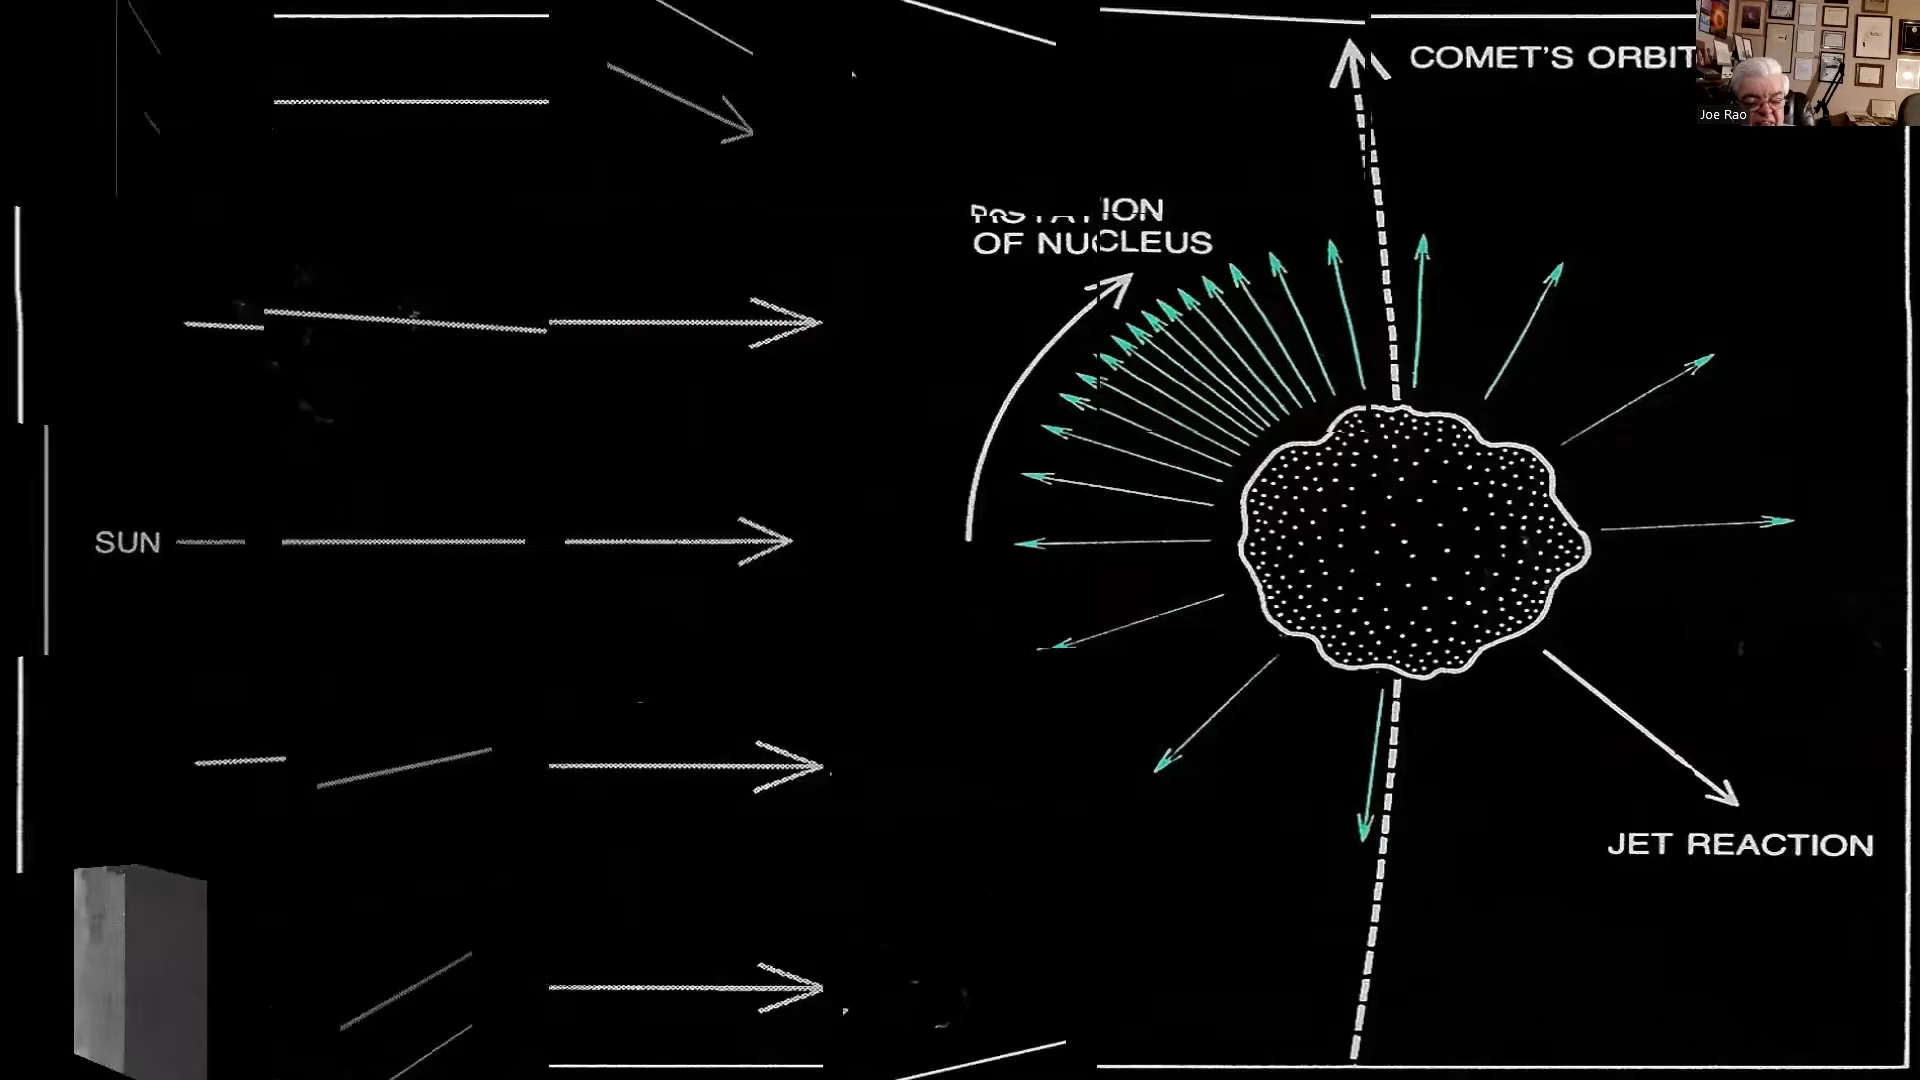 COMET'S ORBIT
Joe Rao
OF NUCLEUS
SUN
JET REACTION